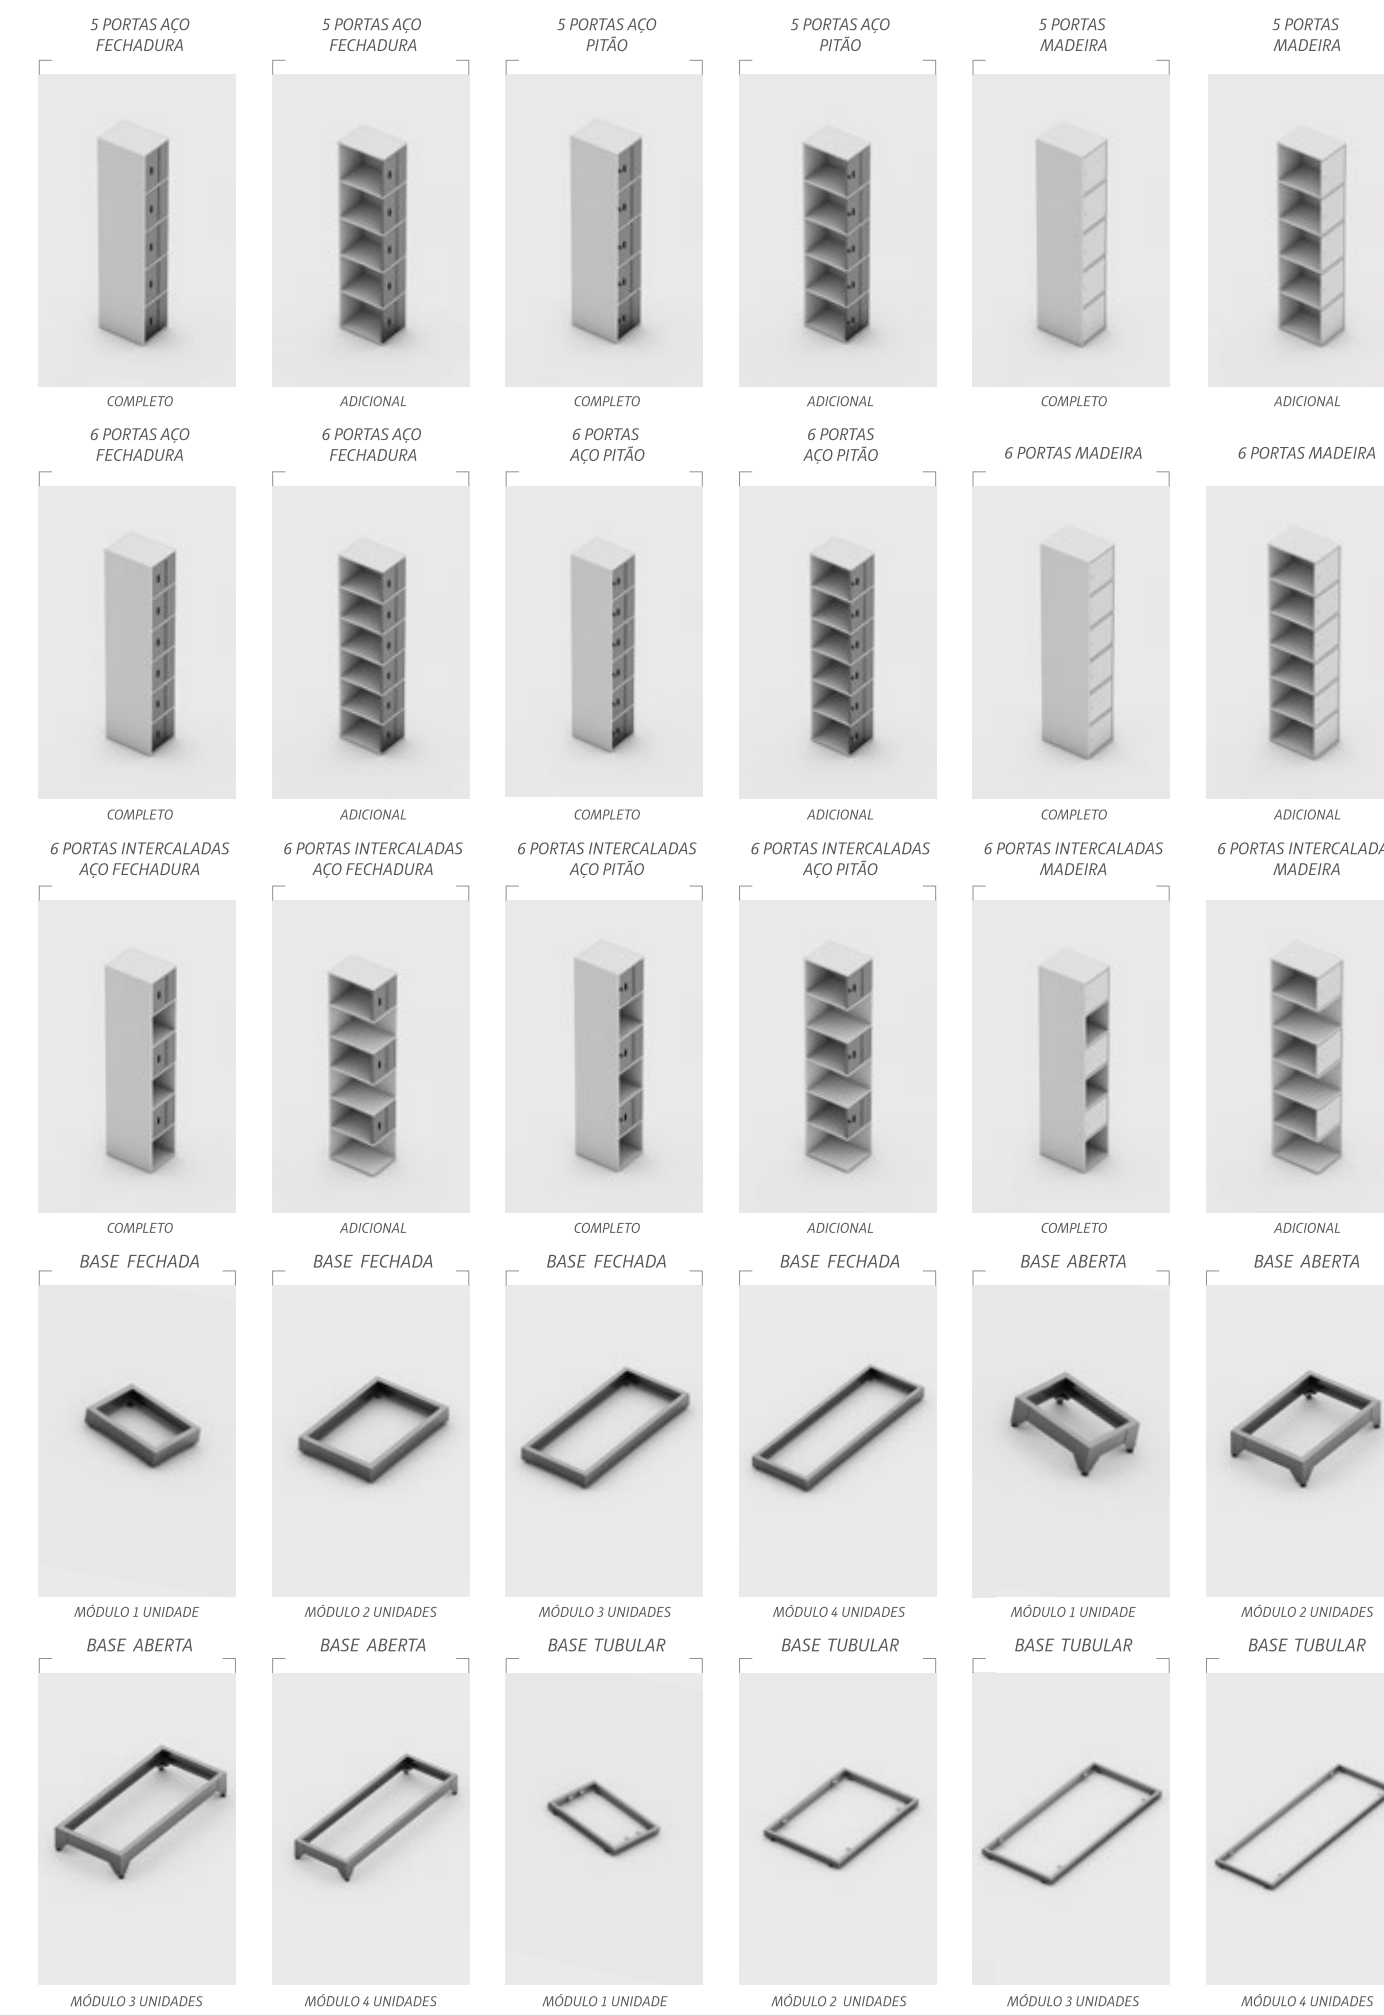 5 PORTAS AÇO
FECHADURA
5 PORTAS AÇO
FECHADURA
5 PORTAS AÇO
PITÃO
5 PORTAS AÇO
PITÃO
5 PORTAS
MADEIRA
5 PORTAS
MADEIRA
COMPLETO
ADICIONAL
COMPLETO
ADICIONAL
COMPLETO
ADICIONAL
6 PORTAS AÇO
FECHADURA
6 PORTAS AÇO
FECHADURA
6 PORTAS
AÇO PITÃO
6 PORTAS
AÇO PITÃO
6 PORTAS MADEIRA
6 PORTAS MADEIRA
COMPLETO
ADICIONAL
COMPLETO
ADICIONAL
COMPLETO
ADICIONAL
6 PORTAS INTERCALADAS
AÇO FECHADURA
6 PORTAS INTERCALADAS
AÇO FECHADURA
6 PORTAS INTERCALADAS
AÇO PITÃO
6 PORTAS INTERCALADAS
AÇO PITÃO
6 PORTAS INTERCALADAS
MADEIRA
6 PORTAS INTERCALADA
MADEIRA
COMPLETO
ADICIONAL
COMPLETO
ADICIONAL
COMPLETO
ADICIONAL
BASE FECHADA
BASE FECHADA
BASE FECHADA
BASE FECHADA
BASE ABERTA
BASE ABERTA
MÓDULO 1 UNIDADE
MÓDULO 2 UNIDADES
MÓDULO 3 UNIDADES
MÓDULO 4 UNIDADES
MÓDULO 1 UNIDADE
MÓDULO 2 UNIDADES
BASE ABERTA
BASE ABERTA
BASE TUBULAR
BASE TUBULAR
BASE TUBULAR
BASE TUBULAR
MÓDULO 3 UNIDADES
MÓDULO 4 UNIDADES
MÓDULO 1 UNIDADE
MÓDULO 2 UNIDADES
MÓDULO 3 UNIDADES
MÓDULO 4 UNIDADES